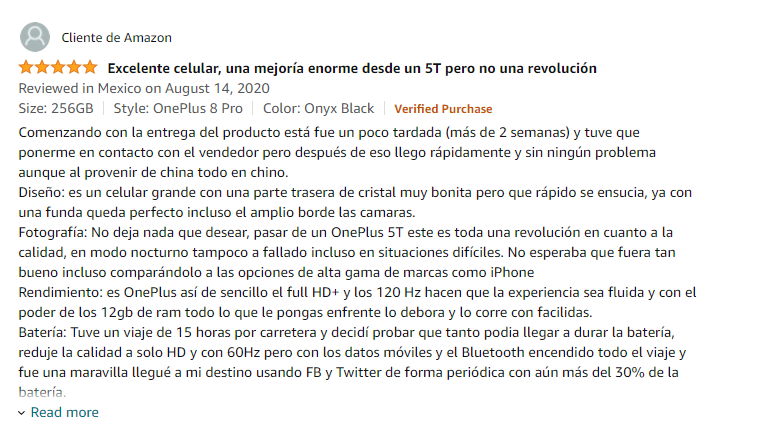 Cliente de Amazon
Excelente celular, una mejoría enorme desde un 5T pero no una revolución
Reviewed in Mexico on August 14, 2020
Size: 256GB Style: OnePlus 8 Pro Color: Onyx Black Verified Purchase
Comenzando con la entrega del producto está fue un poco tardada (más de 2 semanas) y tuve que
ponerme en contacto con el vendedor pero después de eso llego rápidamente y sin ningún problema
aunque al provenir de china todo en chino.
Diseño: es un celular grande con una parte trasera de cristal muy bonita pero que rápido se ensucia, ya con
una funda queda perfecto incluso el amplio borde las camaras.
Fotografía: No deja nada que desear, pasar de un OnePlus 5T este es toda una revolución en cuanto a la
calidad, en modo nocturno tampoco a fallado incluso en situaciones difíciles. No esperaba que fuera tan
bueno incluso comparándolo a las opciones de alta gama de marcas como iPhone
Rendimiento: es OnePlus así de sencillo el full HD+ y los 120 Hz hacen que la experiencia sea fluida y con el
poder de los 12gb de ram todo lo que le pongas enfrente lo debora y lo corre con facilidas.
Batería: Tuve un viaje de 15 horas por carretera y decidí probar que tanto podia llegar a durar la batería,
reduje la calidad a solo HD y con 60Hz pero con los datos móviles y el Bluetooth encendido todo el viaje y
fue una maravilla llegué a mi destino usando FB y Twitter de forma periódica con aún más del 30% de la
batería.
Read more